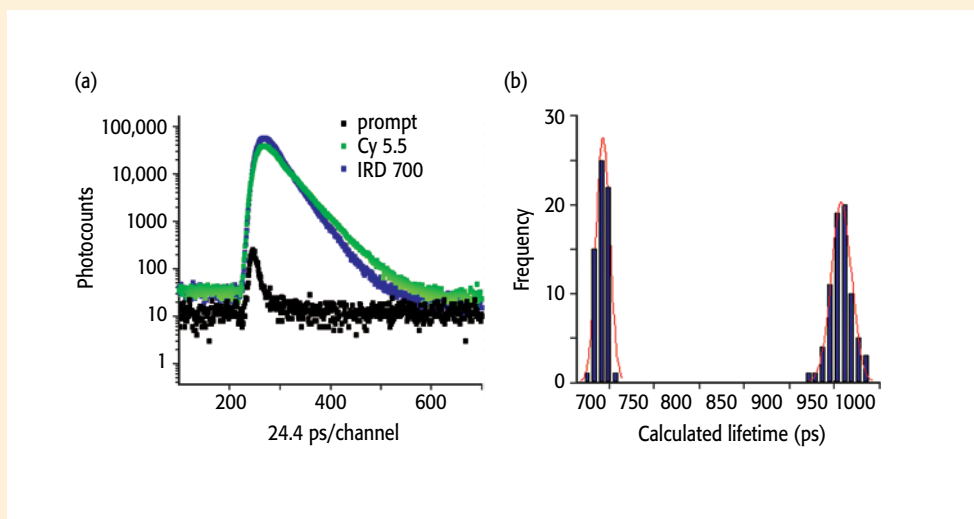 (a)
Photocounts
100,000
10,000
1000
100
10
1
prompt
Cy 5.5
IRD 700
200 400 600
24.4 ps/channel
(b)
Frequency
30
20
10
0
700 750 800 850 900 950 1000
Calculated lifetime (ps)